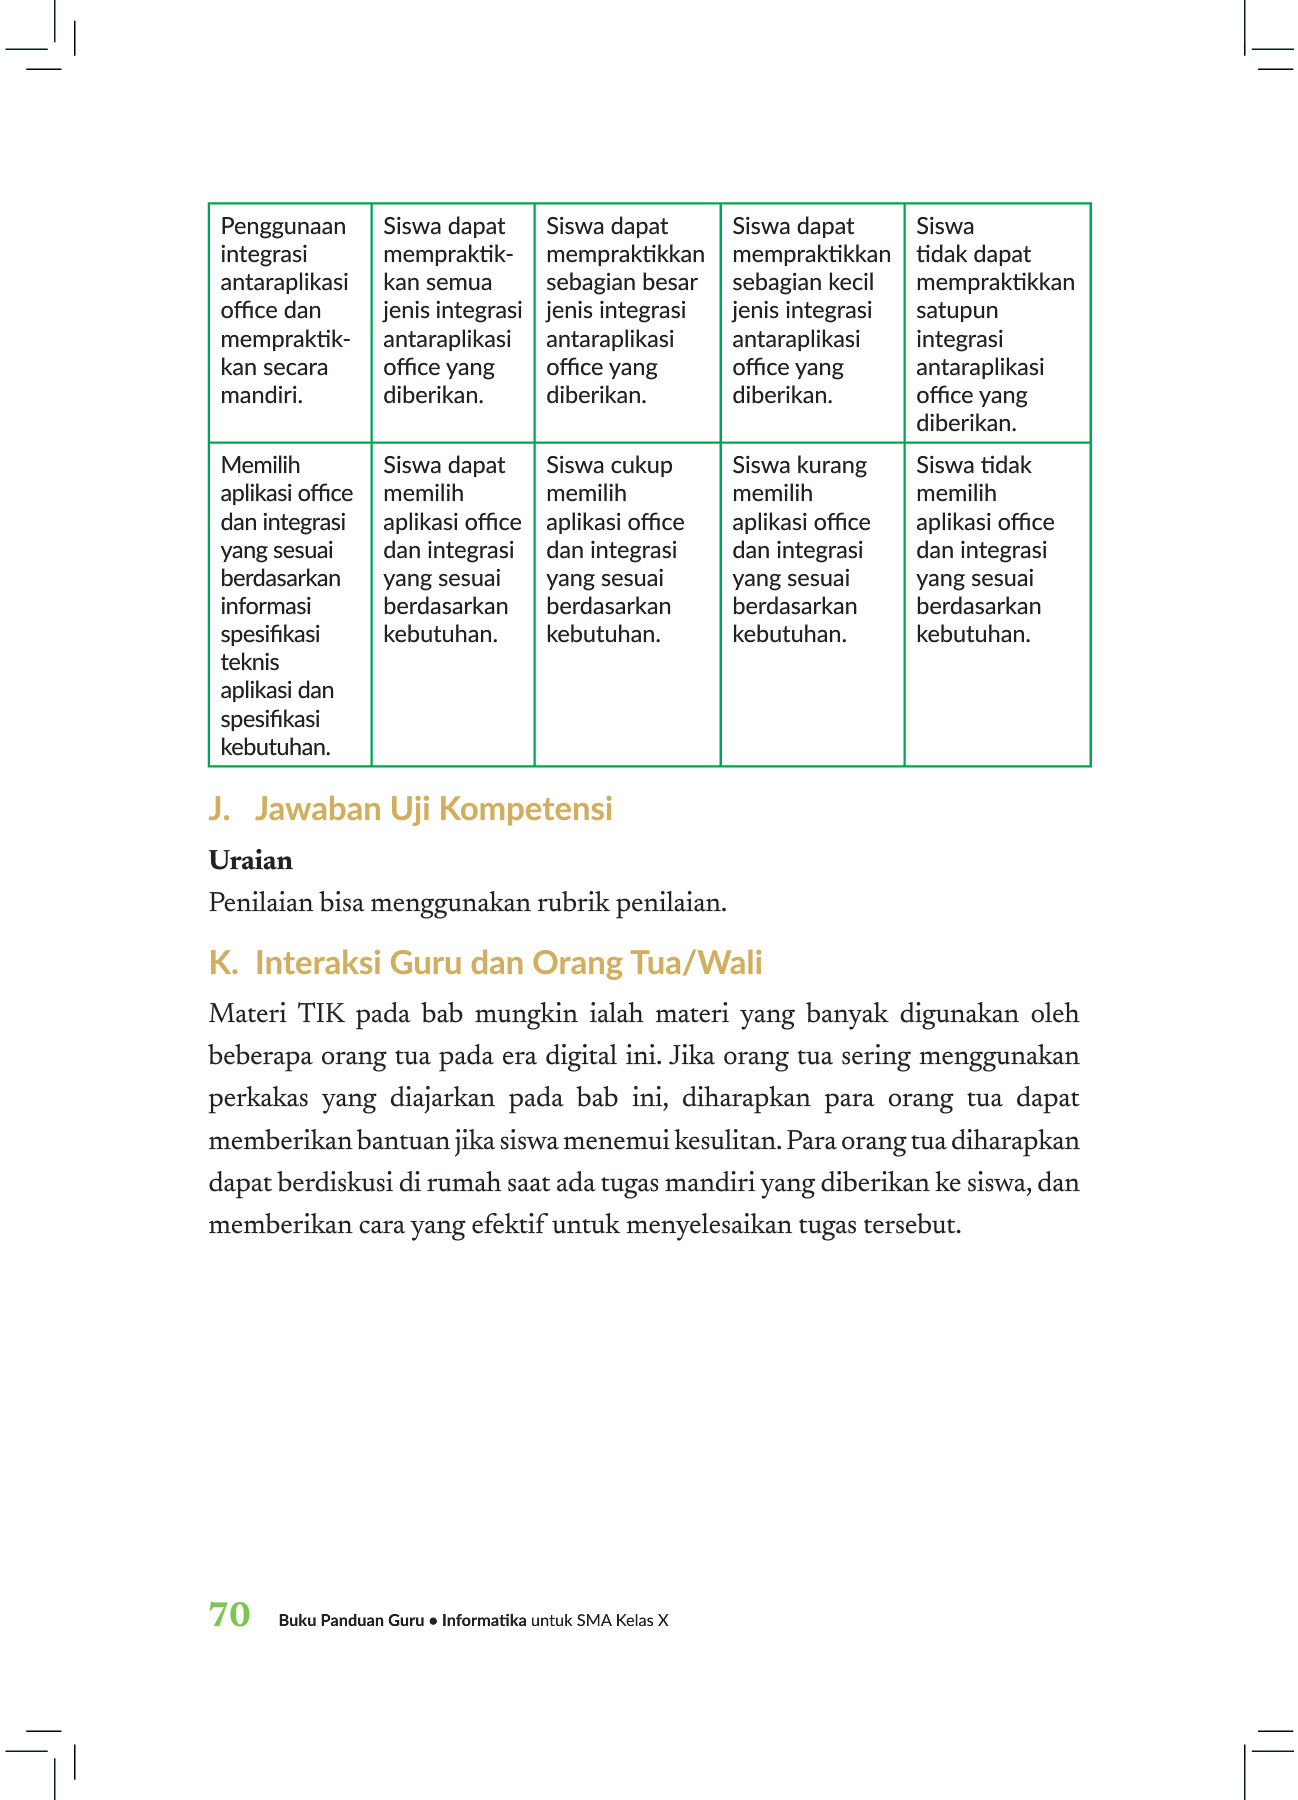 Penggunaan
integrasi
antaraplikasi
office dan
mempraktik-
kan secara
mandiri.
Siswa dapat
mempraktik-
kan semua
jenis integrasi
antaraplikasi
office yang
diberikan.
Siswa dapat
mempraktikkan
sebagian besar
jenis integrasi
antaraplikasi
office yang
diberikan.
Siswa dapat
mempraktikkan
sebagian kecil
jenis integrasi
antaraplikasi
office yang
diberikan.
Siswa
tidak dapat
mempraktikkan
satupun
integrasi
antaraplikasi
office yang
diberikan.
Memilih
aplikasi office
dan integrasi
yang sesuai
berdasarkan
informasi
spesifikasi
teknis
aplikasi dan
spesifikasi
kebutuhan.
Siswa dapat
memilih
aplikasi office
dan integrasi
yang sesuai
berdasarkan
kebutuhan.
Siswa cukup
memilih
aplikasi office
dan integrasi
yang sesuai
berdasarkan
kebutuhan.
Siswa kurang
memilih
aplikasi office
dan integrasi
yang sesuai
berdasarkan
kebutuhan.
Siswa tidak
memilih
aplikasi office
dan integrasi
yang sesuai
berdasarkan
kebutuhan.
J. Jawaban Uji Kompetensi
Uraian
Penilaian bisa menggunakan rubrik penilaian.
K. Interaksi Guru dan Orang Tua/Wali
Materi TIK pada bab mungkin ialah materi yang banyak digunakan oleh
beberapa orang tua pada era digital ini. Jika orang tua sering menggunakan
perkakas yang diajarkan pada bab ini, diharapkan para orang tua dapat
memberikan bantuan jika siswa menemui kesulitan. Para orang tua diharapkan
dapat berdiskusi di rumah saat ada tugas mandiri yang diberikan ke siswa, dan
memberikan cara yang efektif untuk menyelesaikan tugas tersebut.
70 Buku Panduan Guru • Informatika untuk SMA Kelas X